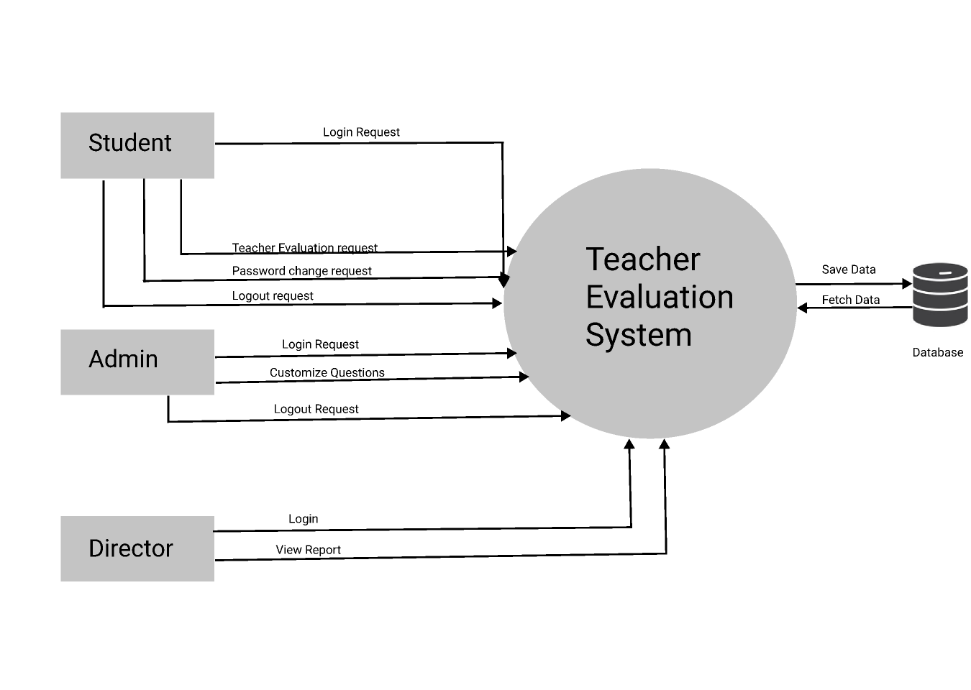 Student
Login Request
Teacher Evaluation request
Password change request
Logout request
Admin
Login Request
Customize Questions
Logout Request
Director
Login
View Report
Teacher
Evaluation
System
Save Data
Fetch Data
Database